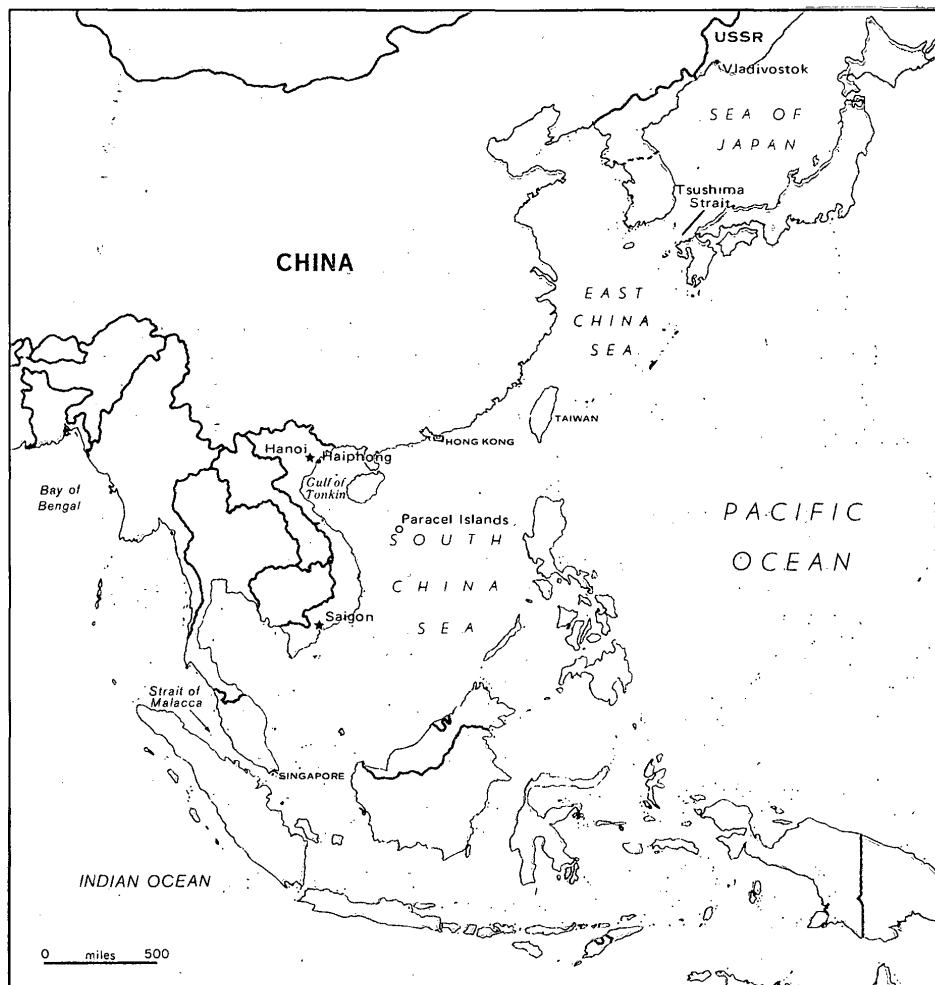 USSR
Vladivostok
SEA OF
JAPAN
Tsushima
Strait
CHINA
EAST
CHINA
SEA
TAIWAN
HONG KONG
Hanoi
Haiphong
Gulf of
Tonkin
Bay of
Bengal
Paracel Islands
SOUTH
CHINA
SEA
PACIFIC
OCEAN
Saigon
Strait of
Malacca
SINGAPORE
INDIAN OCEAN
0 miles 500